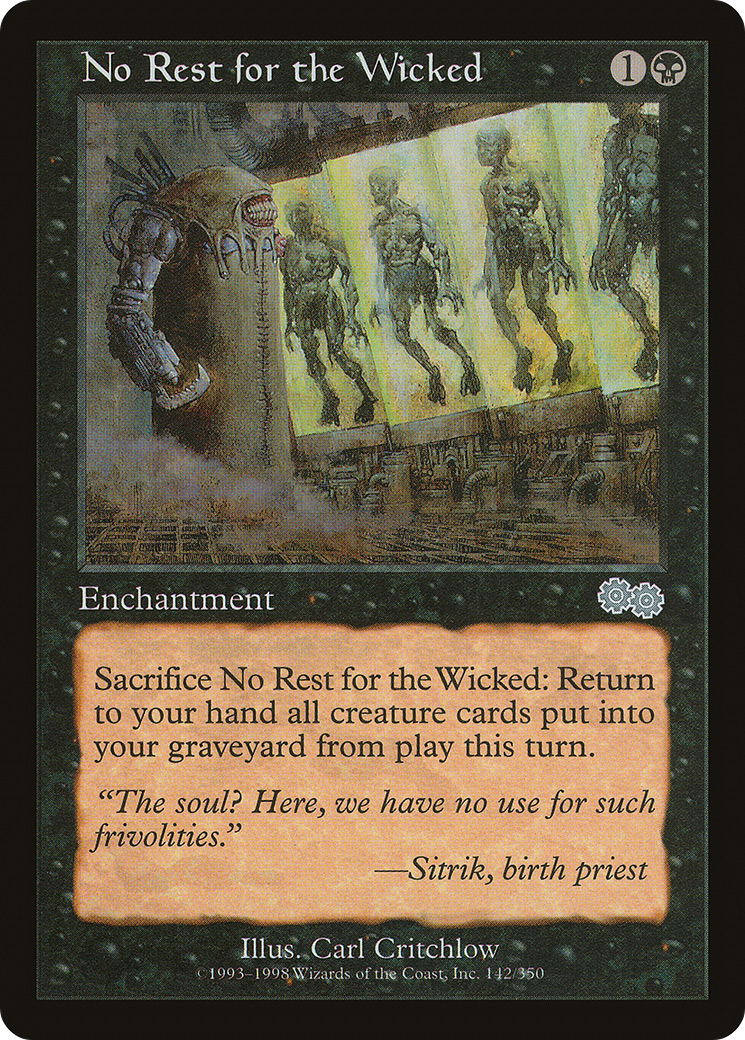 No Rest for the Wicked 1
Enchantment
Sacrifice No Rest for the Wicked: Return
to your hand all creature cards put into
your graveyard from play this turn.
“The soul? Here, we have no use for such
frivolities.”
—Sitrik, birth priest
Illus. Carl Critchlow
©1993–1998 Wizards of the Coast, Inc. 142/350